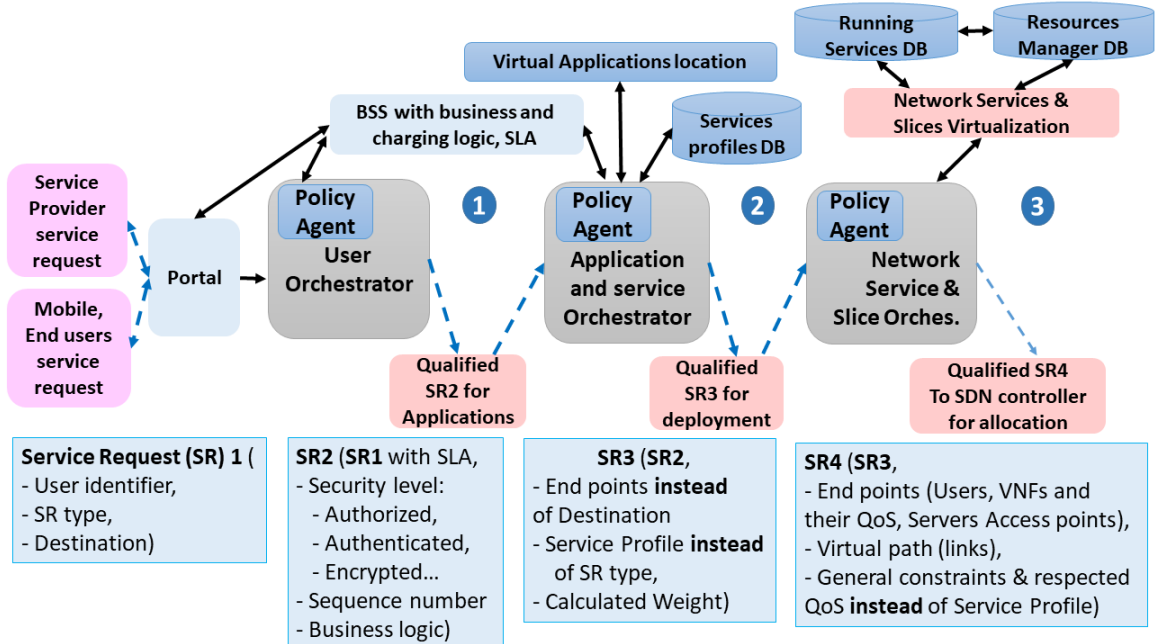 Running
Services DB
Resources
Manager DB
Virtual Applications location
Network Services &
Slices Virtualization
BSS with business and
charging logic, SLA
Services
profiles DB
Service
Provider
service
request
Mobile,
End users
service
request
Portal
Policy
Agent
User
Orchestrator
1
Policy
Agent
Application
and service
Orchestrator
2
Policy
Agent
Network
Service &
Slice Orches.
3
Qualified
SR2 for
Applications
Qualified
SR3 for
deployment
Qualified SR4
To SDN controller
for allocation
Service Request (SR) 1 (
- User identifier,
- SR type,
- Destination)
SR2 (SR1 with SLA,
- Security level:
- Authorized,
- Authenticated,
- Encrypted...
- Sequence number
- Business logic)
SR3 (SR2,
- End points instead
of Destination
- Service Profile instead
of SR type,
- Calculated Weight)
SR4 (SR3,
- End points (Users, VNFs and
their QoS, Servers Access points),
- Virtual path (links),
- General constraints & respected
QoS instead of Service Profile)